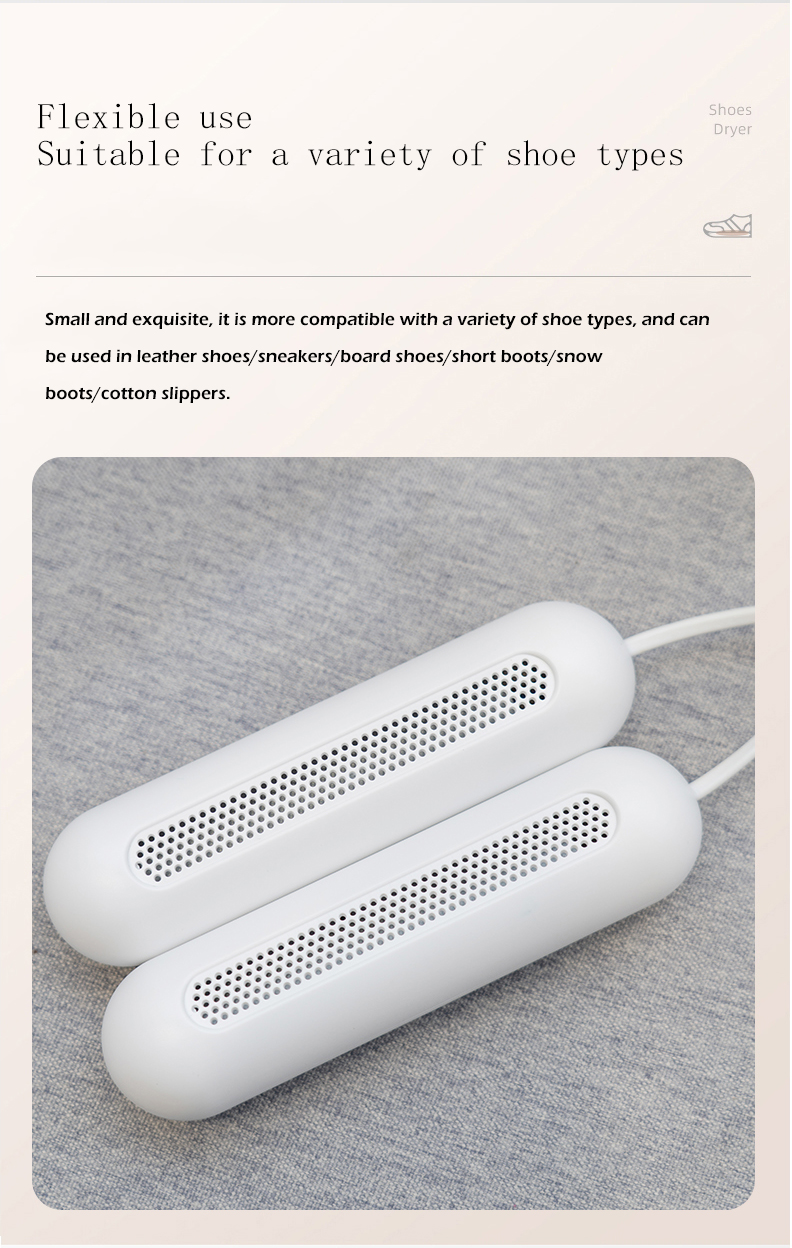 Flexible use
Suitable for a variety of shoe types
Shoes
Dryer
Small and exquisite, it is more compatible with a variety of shoe types, and can
be used in leather shoes/sneakers/board shoes/short boots/snow
boots/cotton slippers.